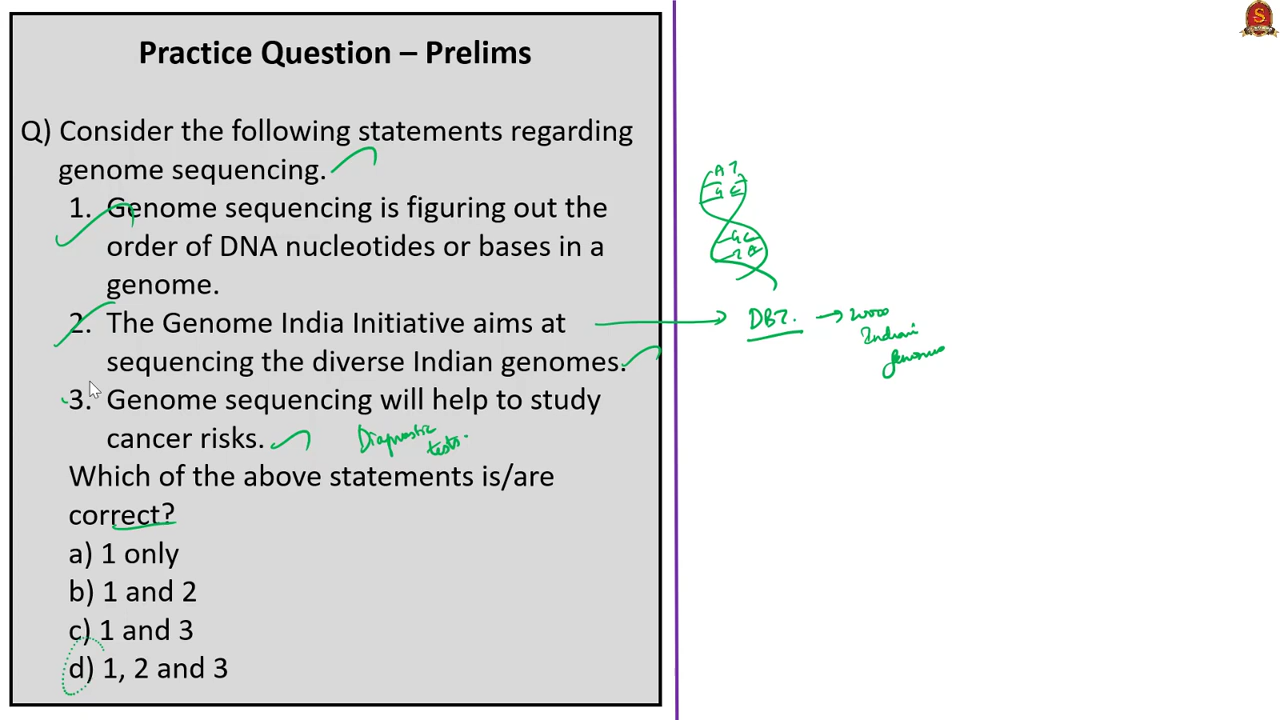 Practice Question – Prelims
Q) Consider the following statements regarding
genome sequencing.
1. Genome sequencing is figuring out the
order of DNA nucleotides or bases in a
genome.
2. The Genome India Initiative aims at
sequencing the diverse Indian genomes.
3. Genome sequencing will help to study
cancer risks.
Diagnostic
tests.
Which of the above statements is/are
correct?
a) 1 only
b) 1 and 2
c) 1 and 3
d) 1, 2 and 3
A T
G C
G C
DBT.
Indian
genomes
S